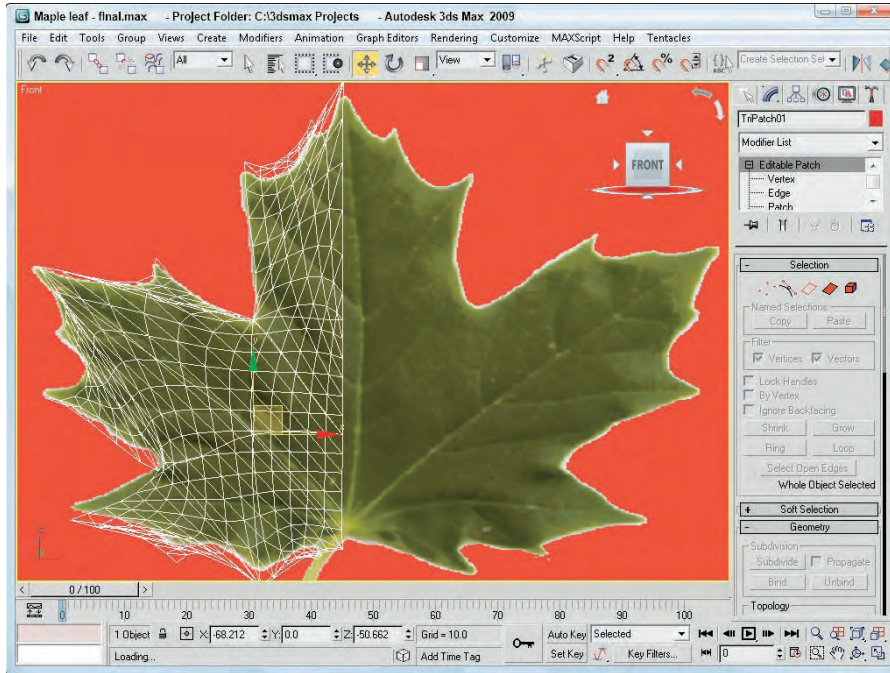 Maple leaf - fInal.max - Project Folder: C:\3dsmax Projects - Autodesk 3ds Max 2009
File Edit Tools Group Views Create Modifiers Animation Graph Editors Rendering Customize MAXScript Help Tentacles
All View Create Selection Set
Front
FRONT
TriPatch01
Modifier List
Editable Patch
Vertex
Edge
Patch
- Selection
Named Selections:
Copy Paste
Filter
Vertices Vectors
Lock Handles
By Vertex
Ignore Backfacing
Shrink Grow
Ring Loop
Select Open Edges
Whole Object Selected
+ Soft Selection
- Geometry
Subdivision
Subdivide Propagate
Bind Unbind
Topology
< 0 / 100 >
0 10 20 30 40 50 60 70 80 90 100
1 Object X: -68.212 Y: 0.0 Z: -50.662 Grid = 10.0 Auto Key Selected
Loading... Add Time Tag Set Key Key Filters... 0